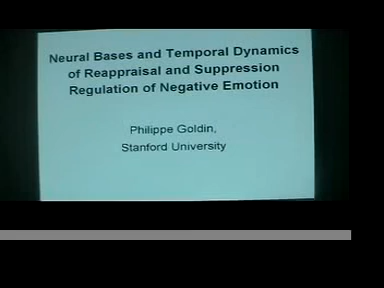 Neural Bases and Temporal Dynamics
of Reappraisal and Suppression
Regulation of Negative Emotion
Philippe Goldin,
Stanford University